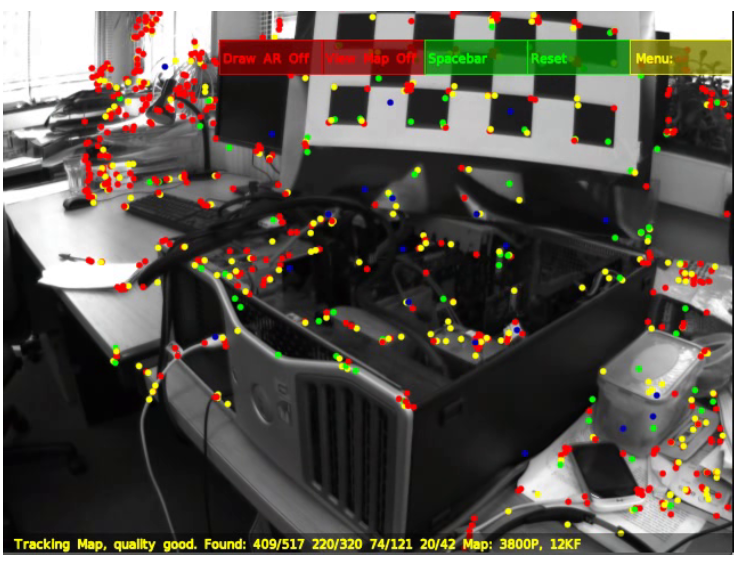 Draw AR Off View Map Off Spacebar Reset Menu:
Tracking Map, quality good. Found: 409/517 220/320 74/121 20/42 Map: 3800P, 12KF